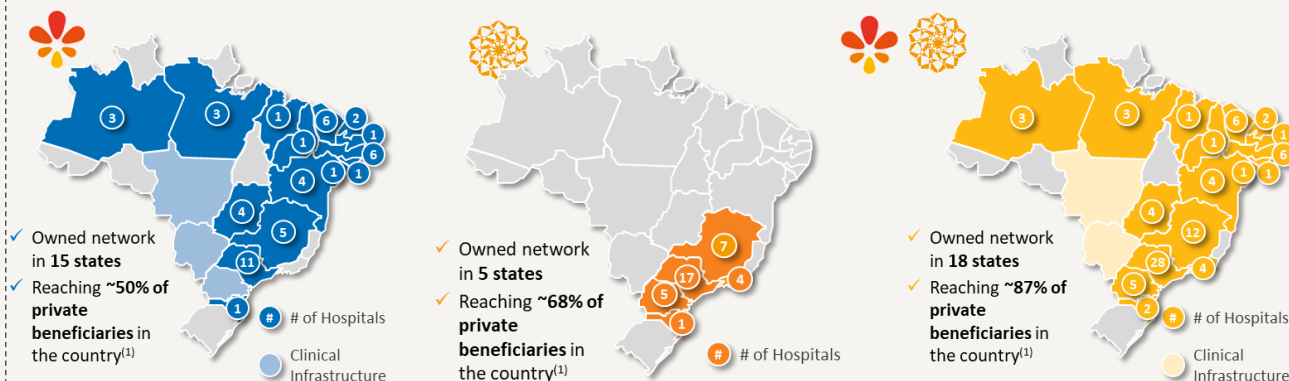 3
3
1
6
2
1
1
6
4
1
1
4
5
11
1
Owned network
in 15 states
Reaching ~50% of
private
beneficiaries in
the country(1)
# # of Hospitals
Clinical
Infrastructure
7
17
4
5
1
Owned network
in 5 states
Reaching ~68% of
private
beneficiaries in
the country(1)
# # of Hospitals
3
3
1
6
2
1
1
6
4
1
1
4
12
28
4
5
2
Owned network
in 18 states
Reaching ~87% of
private
beneficiaries in
the country(1)
# # of Hospitals
Clinical
Infrastructure